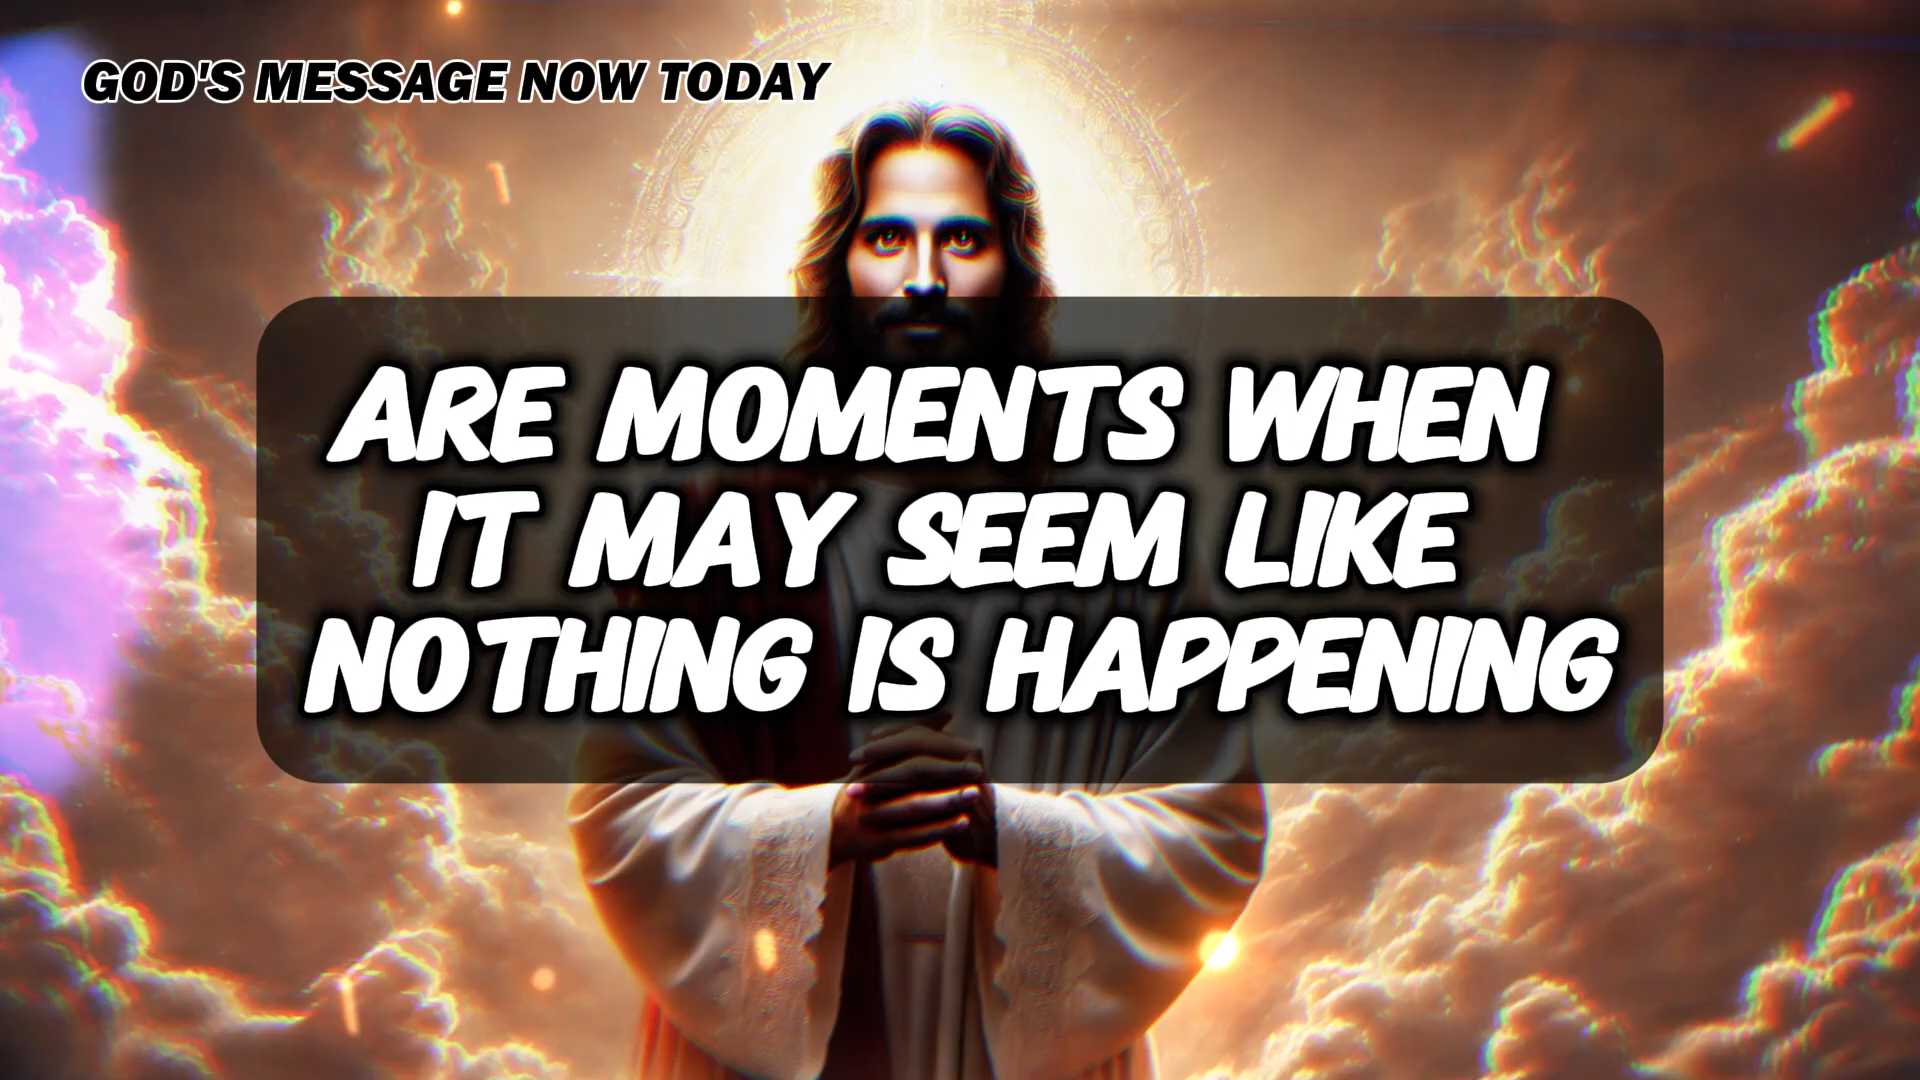 GOD'S MESSAGE NOW TODAY
ARE MOMENTS WHEN
IT MAY SEEM LIKE
NOTHING IS HAPPENING